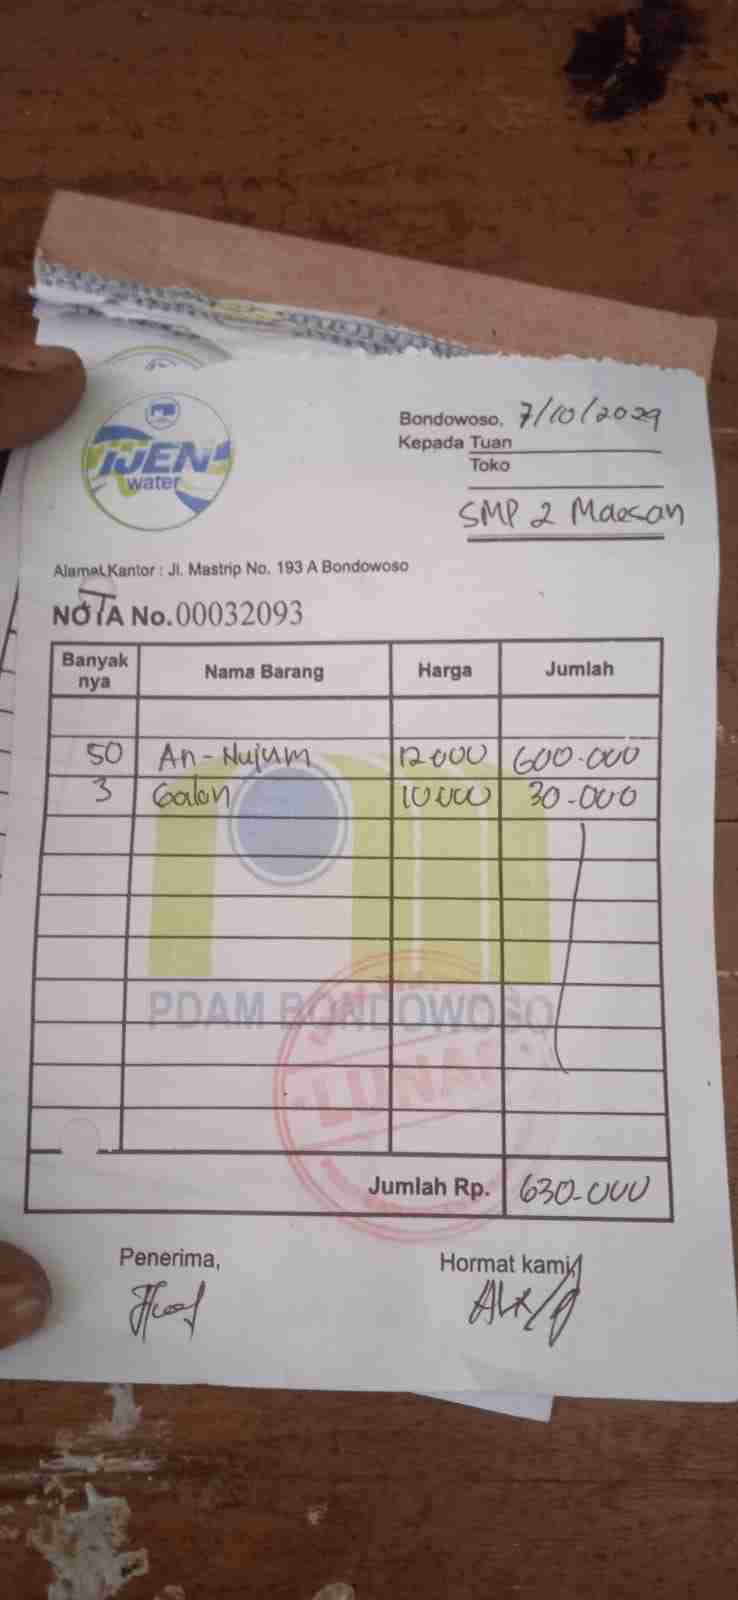 IJEN
water
Bondowoso, 7/10/2029
Kepada Tuan
Toko
SMP 2 Maesan
Alamat Kantor : Jl. Mastrip No. 193 A Bondowoso
NOTA No. 00032093
Banyak nya Nama Barang Harga Jumlah
50 An-Nujum 12000 600.000
3 Galon 10000 30.000
PDAM BONDOWOSO
LUNAS
Jumlah Rp. 630.000
Penerima, Hormat kami,